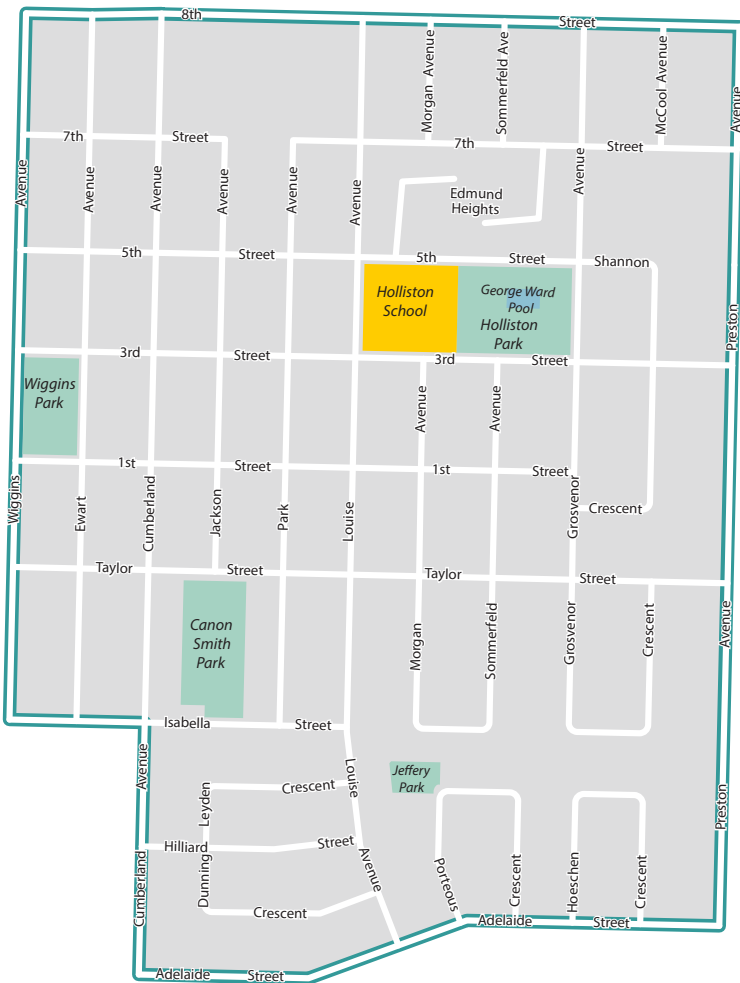 8th
Street
Morgan Avenue
Sommerfeld Ave
McCool Avenue
Avenue
7th
Street
7th
Street
Avenue
Avenue
Avenue
Avenue
Avenue
Avenue
Avenue
Edmund
Heights
5th
Street
5th
Street
Shannon
Holliston
School
George Ward
Pool
Holliston
Park
Preston
3rd
Street
3rd
Street
Wiggins
Park
Avenue
Avenue
1st
Street
1st
Street
Wiggins
Ewart
Cumberland
Jackson
Park
Louise
Grosvenor
Crescent
Taylor
Street
Taylor
Street
Canon
Smith
Park
Morgan
Sommerfeld
Grosvenor
Crescent
Avenue
Isabella
Street
Avenue
Louise
Jeffery
Park
Leyden
Crescent
Preston
Hilliard
Street
Cumberland
Dunning
Avenue
Porteous
Crescent
Hoeschen
Crescent
Crescent
Adelaide
Street
Adelaide
Street